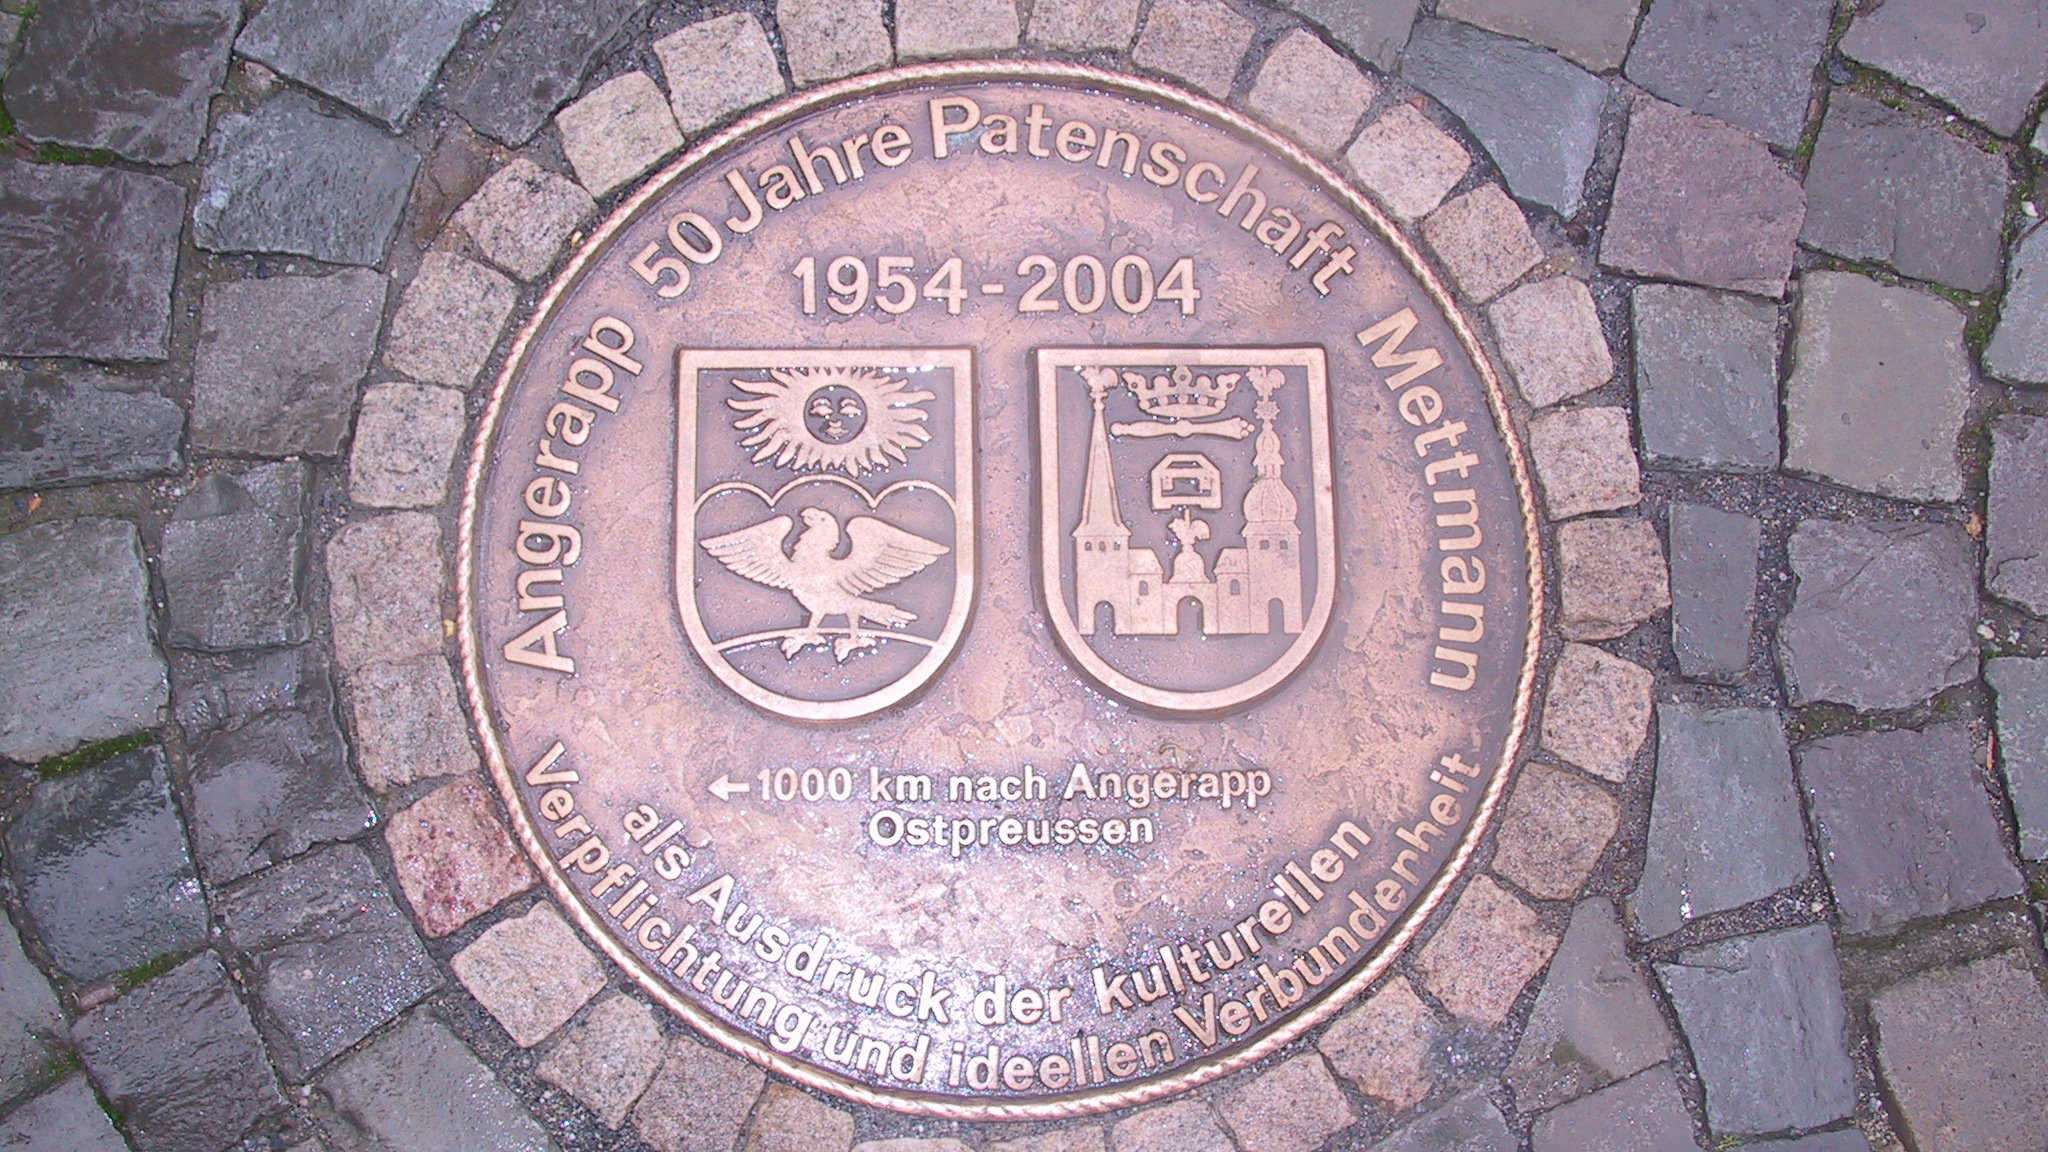 Angerapp 50 Jahre Patenschaft Mettmann
1954 - 2004
←1000 km nach Angerapp
Ostpreussen
als Ausdruck der kulturellen
Verpflichtung und ideellen Verbundenheit